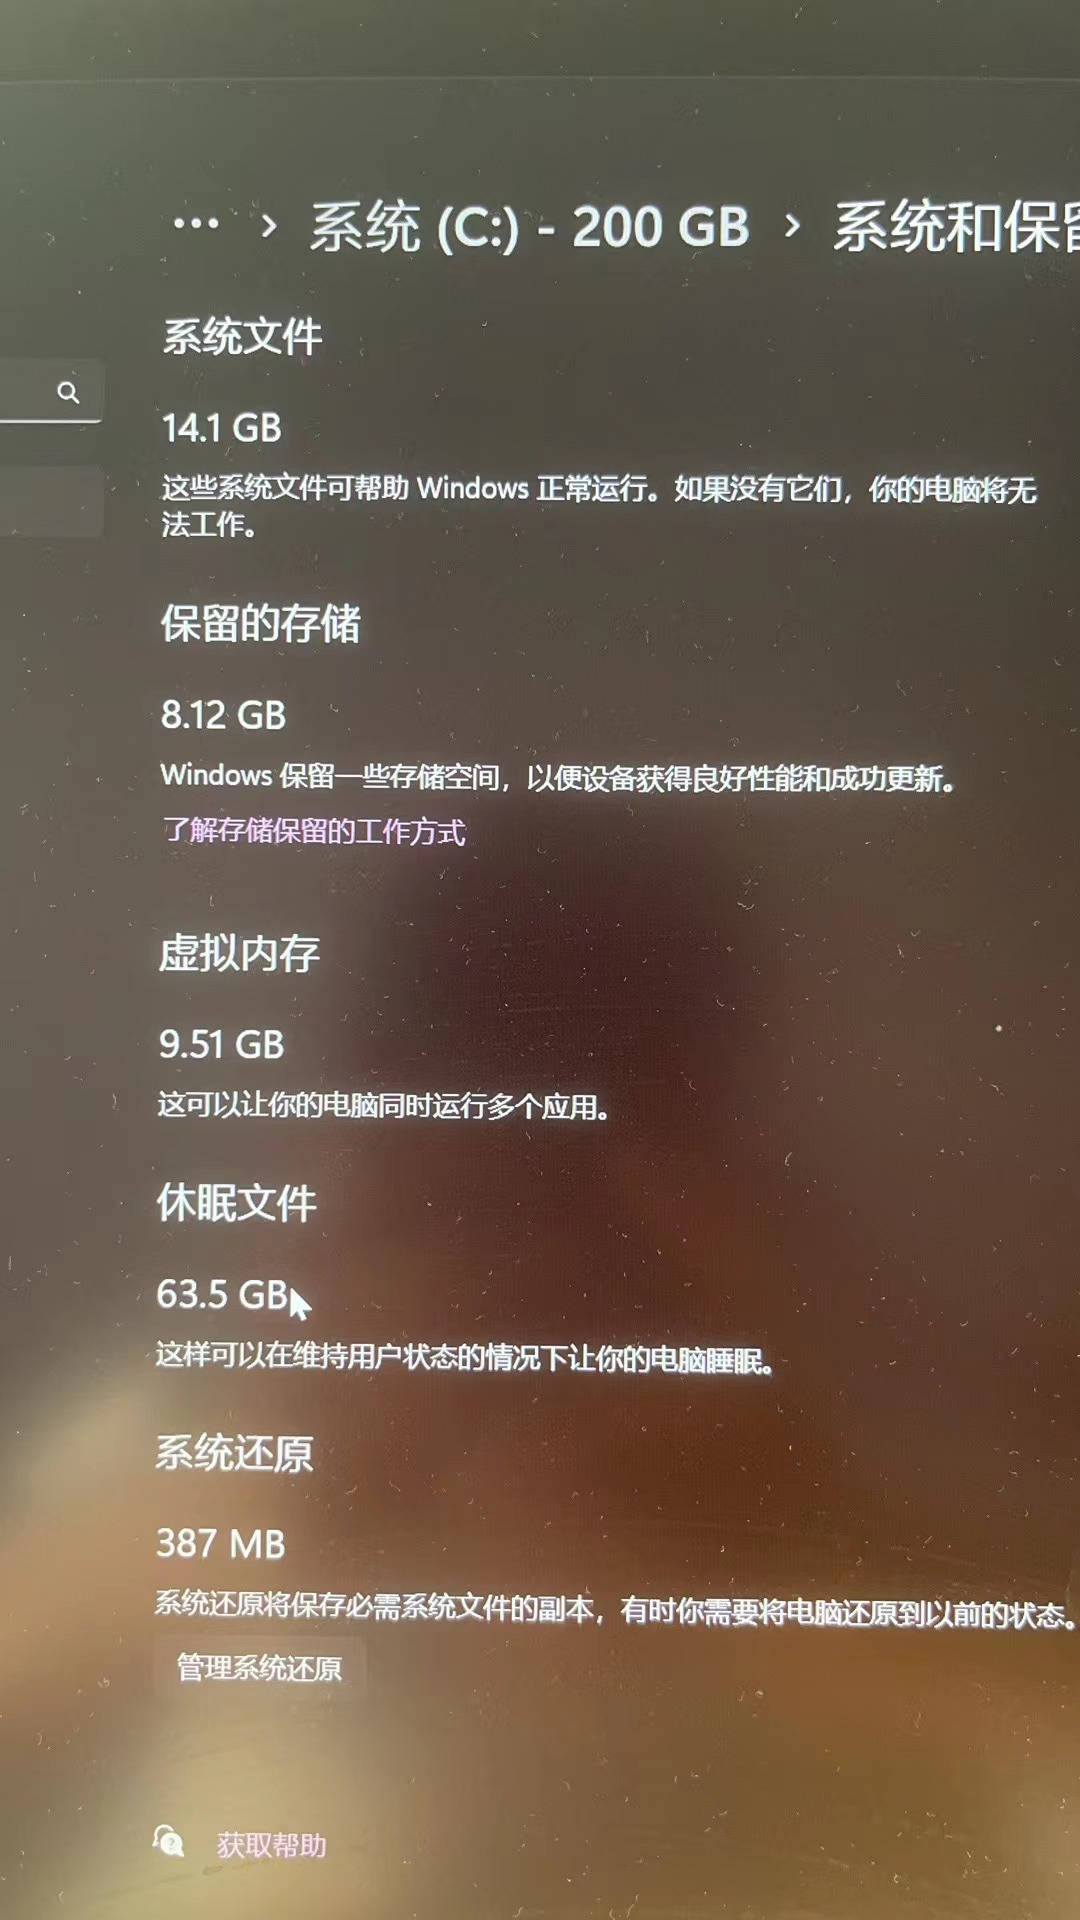 ··· > 系统 (C:) - 200 GB > 系统和保留
系统文件
14.1 GB
这些系统文件可帮助 Windows 正常运行。如果没有它们，你的电脑将无
法工作。
保留的存储
8.12 GB
Windows 保留一些存储空间，以便设备获得良好性能和成功更新。
了解存储保留的工作方式
虚拟内存
9.51 GB
这可以让你的电脑同时运行多个应用。
休眠文件
63.5 GB
这样可以在维持用户状态的情况下让你的电脑睡眠。
系统还原
387 MB
系统还原将保存必需系统文件的副本，有时你需要将电脑还原到以前的状态。
管理系统还原
获取帮助